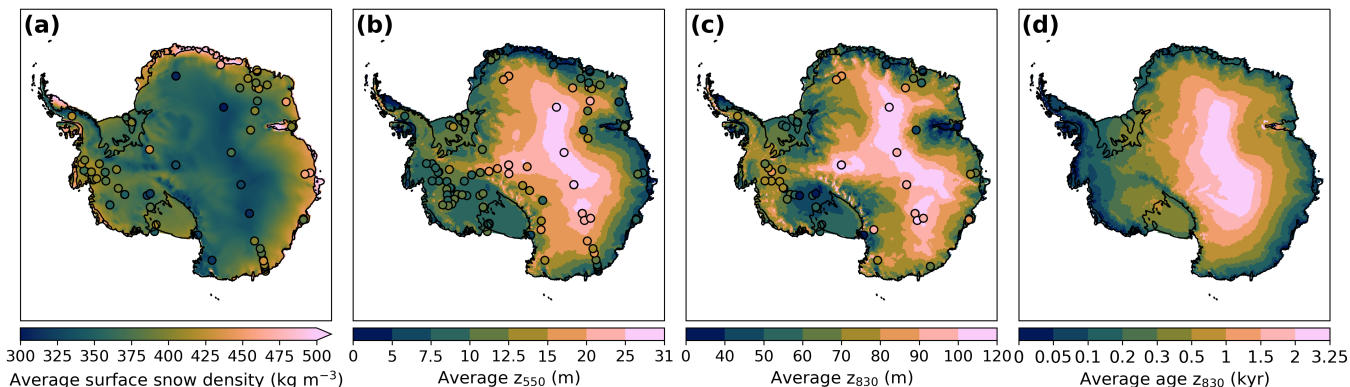 (a) (b) (c) (d)
300 325 350 375 400 425 450 475 500
Average surface snow density (kg m⁻³)
0 5 7.5 10 12.5 15 20 25 31
Average z₅₅₀ (m)
0 40 50 60 70 80 90 100 120
Average z₈₃₀ (m)
0 0.05 0.1 0.2 0.3 0.5 1 1.5 2 3.25
Average age z₈₃₀ (kyr)